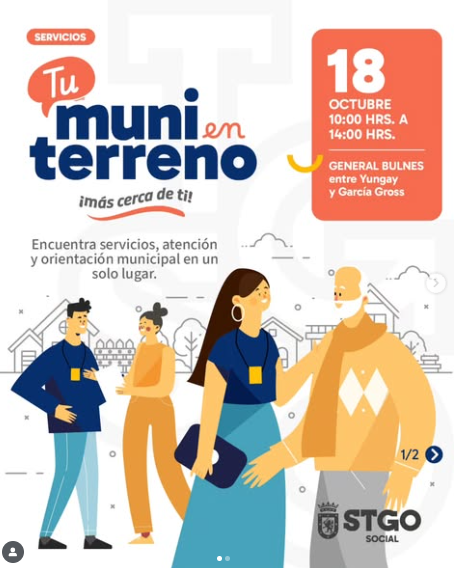 SERVICIOS
Tu
muni en
terreno
¡más cerca de ti!
Encuentra servicios, atención
y orientación municipal en un
solo lugar.
18
OCTUBRE
10:00 HRS. A
14:00 HRS.
GENERAL BULNES
entre Yungay
y García Gross
1/2
STGO
SOCIAL